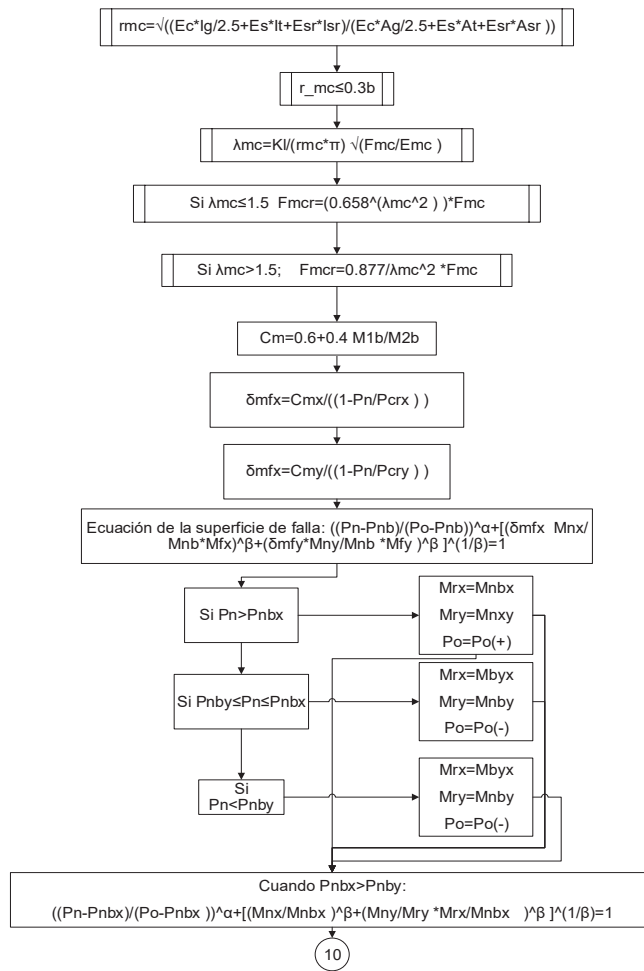 rmc=√((Ec*Ig/2.5+Es*It+Esr*Isr)/(Ec*Ag/2.5+Es*At+Esr*Asr ))
r_mc≤0.3b
λmc=Kl/(rmc*π) √(Fmc/Emc )
Si λmc≤1.5 Fmcr=(0.658^(λmc^2 ) )*Fmc
Si λmc>1.5; Fmcr=0.877/λmc^2 *Fmc
Cm=0.6+0.4 M1b/M2b
δmfx=Cmx/((1-Pn/Pcrx ) )
δmfx=Cmy/((1-Pn/Pcry ) )
Ecuación de la superficie de falla: ((Pn-Pnb)/(Po-Pnb))^α+[(δmfx Mnx/
Mnb*Mfx)^β+(δmfy*Mny/Mnb *Mfy )^β ]^(1/β)=1
Si Pn>Pnbx
Mrx=Mnbx
Mry=Mnxy
Po=Po(+)
Si Pnby≤Pn≤Pnbx
Mrx=Mbyx
Mry=Mnby
Po=Po(-)
Si
Pn<Pnby
Mrx=Mbyx
Mry=Mnby
Po=Po(-)
Cuando Pnbx>Pnby:
((Pn-Pnbx)/(Po-Pnbx ))^α+[(Mnx/Mnbx )^β+(Mny/Mry *Mrx/Mnbx )^β ]^(1/β)=1
10